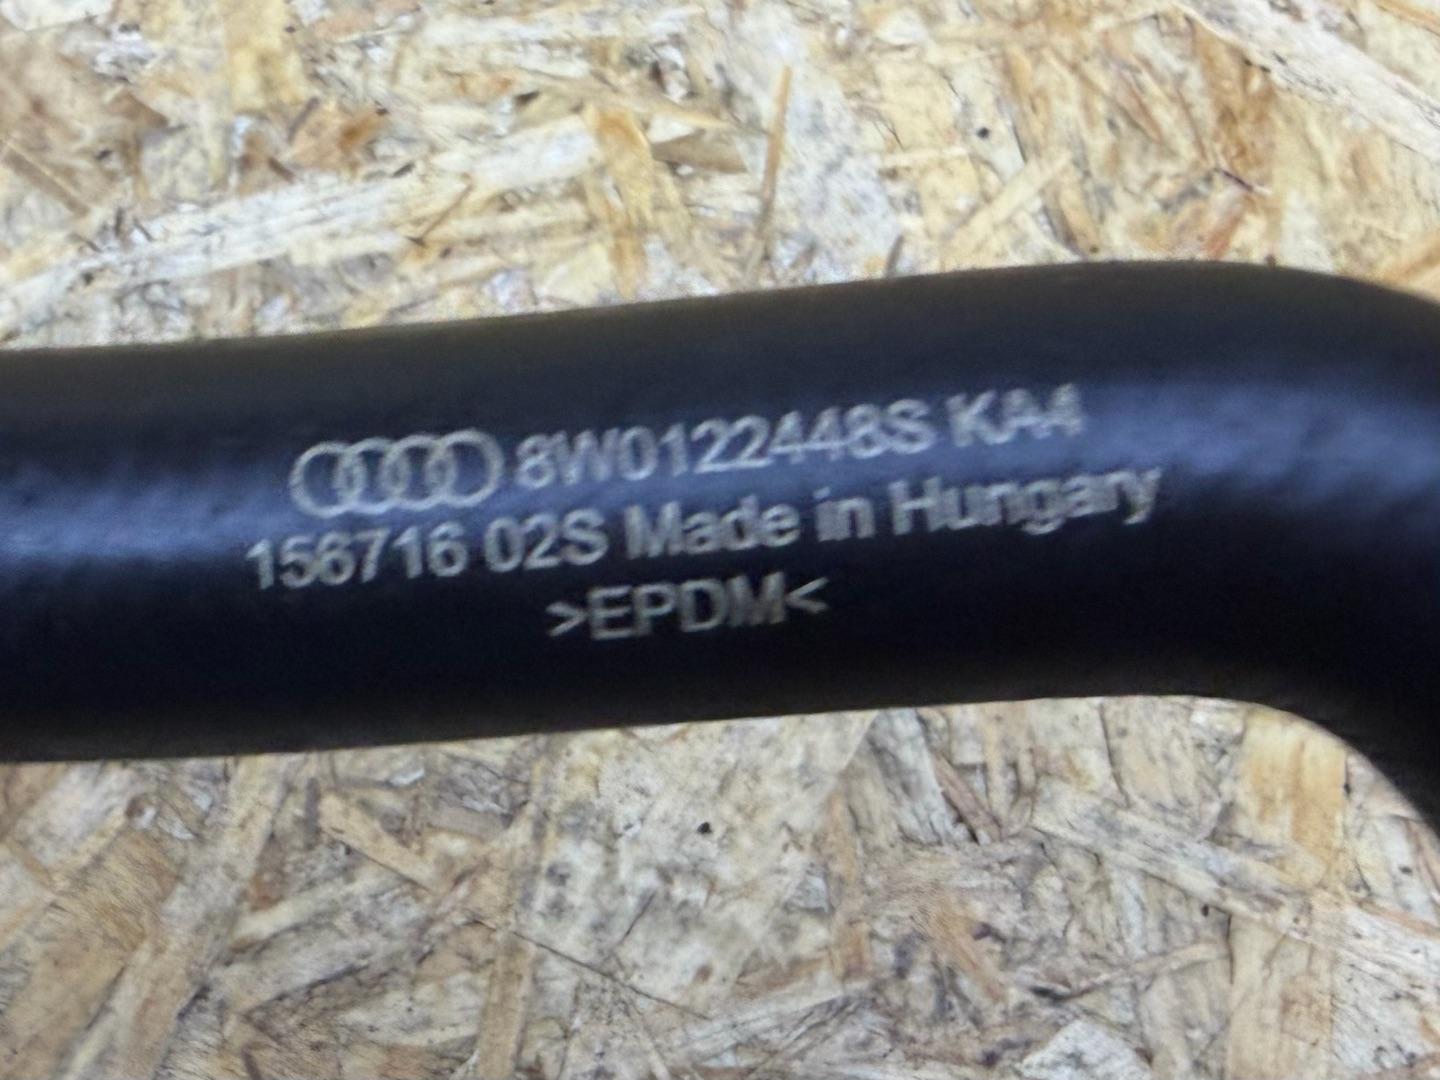 8W0122448S KA4
156716 02S Made in Hungary
>EPDM<